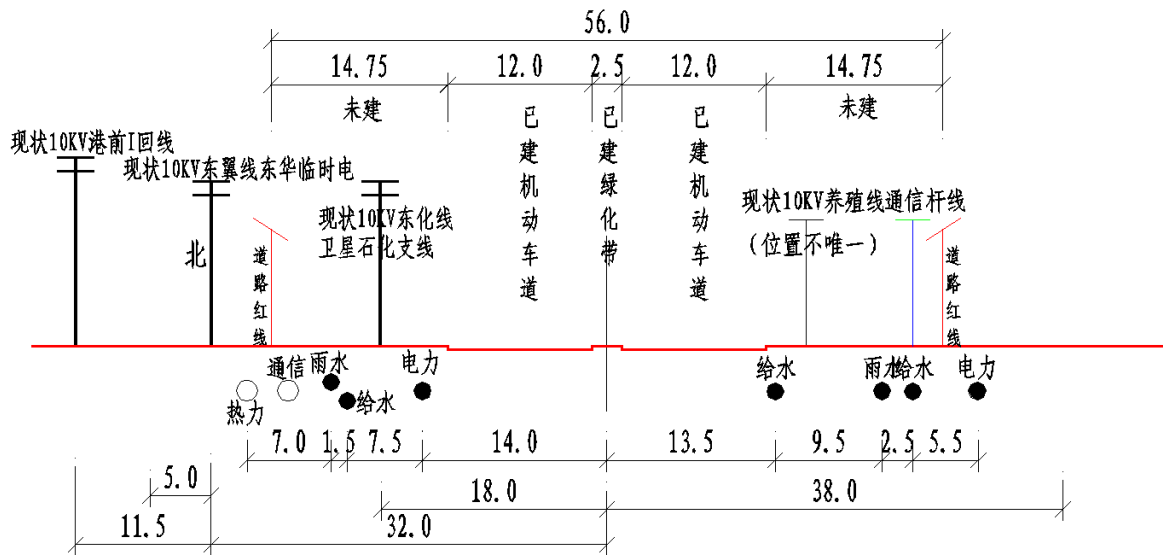 56.0
14.75
12.0
2.5
12.0
14.75
未建
已建机动车道
已建绿化带
已建机动车道
未建
现状10KV港前I回线
现状10KV东翼线东华临时电
现状10KV东化线
卫星石化支线
现状10KV养殖线通信杆线
（位置不唯一）
北
道路红线
道路红线
通信
雨水
电力
给水
雨水
给水
电力
热力
给水
7.0
1.5
7.5
14.0
13.5
9.5
2.5
5.5
5.0
18.0
38.0
11.5
32.0